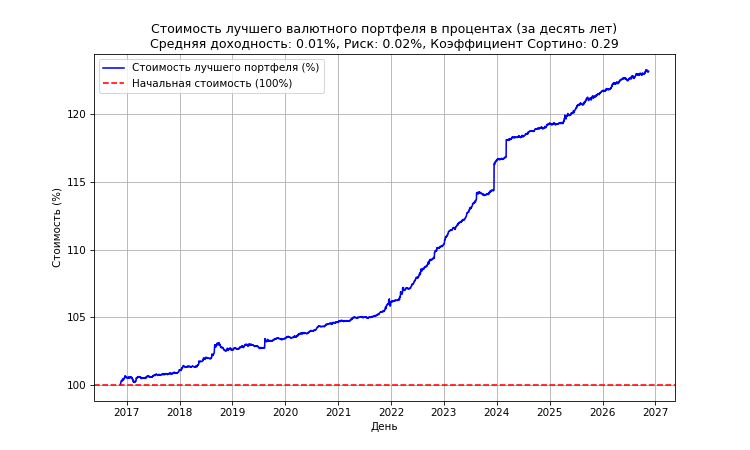 Стоимость лучшего валютного портфеля в процентах (за десять лет)
Средняя доходность: 0.01%, Риск: 0.02%, Коэффициент Сортино: 0.29
Стоимость лучшего портфеля (%)
Начальная стоимость (100%)
Стоимость (%)
120
115
110
105
100
2017 2018 2019 2020 2021 2022 2023 2024 2025 2026 2027
День